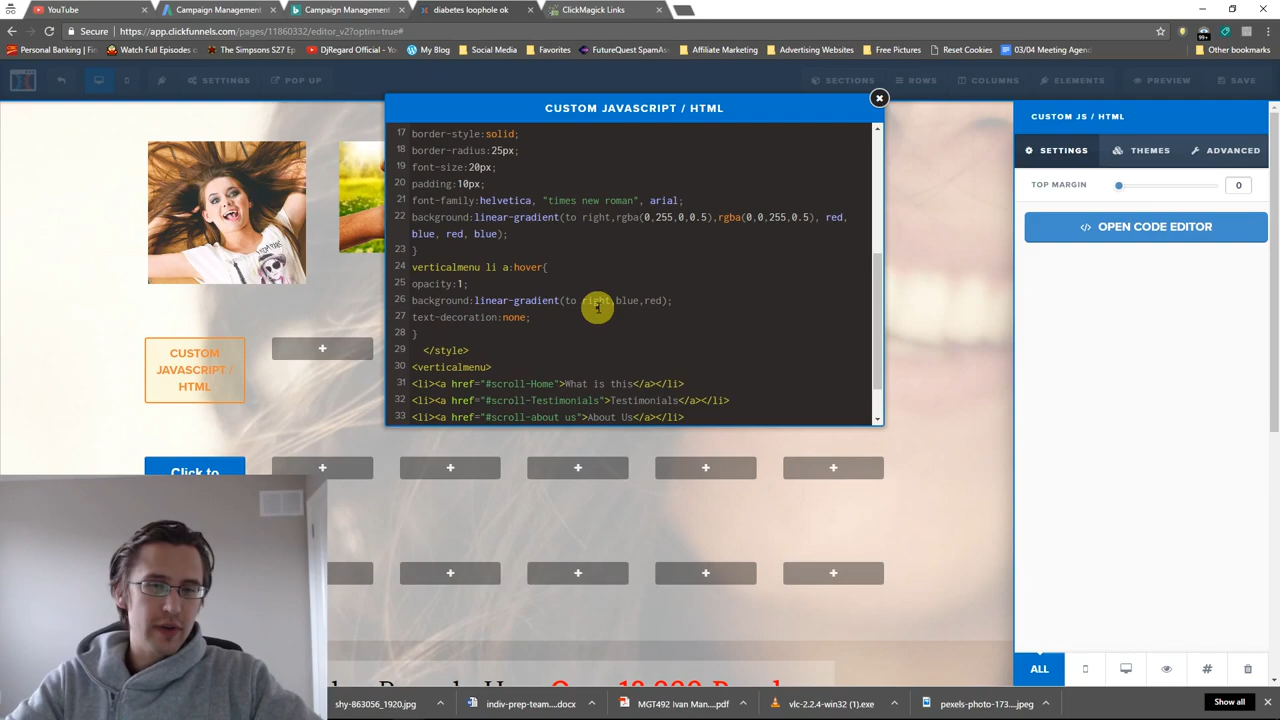 YouTube
Campaign Management
Campaign Management
diabetes loophole ok
ClickMagick Links
Secure
https://app.clickfunnels.com/pages/11860332/editor_v2?optin=true#
99+
Personal Banking | Fin
Watch Full Episodes of
The Simpsons S27 Ep
DjRegard Official -
My Blog
Social Media
Favorites
FutureQuest SpamAss
Affiliate Marketing
Advertising Websites
Free Pictures
Reset Cookies
03/04 Meeting Agend
Other bookmarks
SETTINGS
POP UP
SECTIONS
ROWS
COLUMNS
ELEMENTS
PREVIEW
SAVE
CUSTOM JAVASCRIPT / HTML
17 border-style:solid;
18 border-radius:25px;
19 font-size:20px;
20 padding:10px;
21 font-family:helvetica, "times new roman", arial;
22 background:linear-gradient(to right,rgba(0,255,0,0.5),rgba(0,0,255,0.5), red,
blue, red, blue);
23 }
24 verticalmenu li a:hover{
25 opacity:1;
26 background:linear-gradient(to right,blue,red);
27 text-decoration:none;
28 }
29 </style>
30 <verticalmenu>
31 <li><a href="#scroll-Home">What is this</a></li>
32 <li><a href="#scroll-Testimonials">Testimonials</a></li>
33 <li><a href="#scroll-about us">About Us</a></li>
CUSTOM JS / HTML
SETTINGS
THEMES
ADVANCED
TOP MARGIN
0
</> OPEN CODE EDITOR
CUSTOM
JAVASCRIPT /
HTML
Click to
ALL
shy-863056_1920.jpg
indiv-prep-team....docx
MGT492 Ivan Man....pdf
vlc-2.2.4-win32 (1).exe
pexels-photo-173....jpeg
Show all